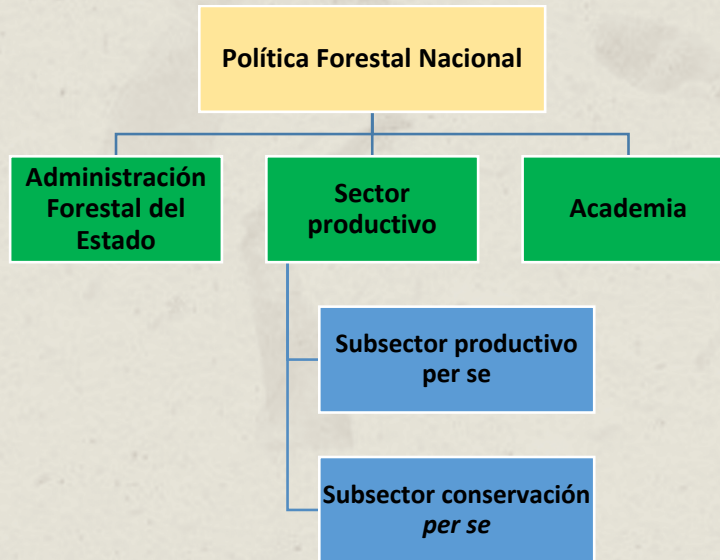 Política Forestal Nacional
Administración
Forestal del
Estado
Sector
productivo
Academia
Subsector productivo
per se
Subsector conservación
per se